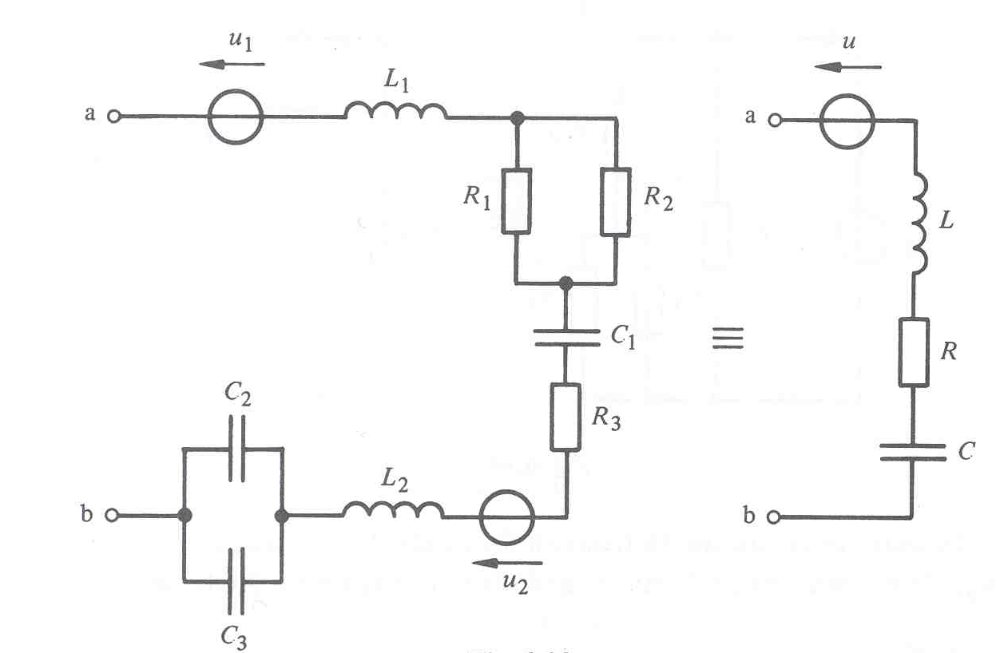 u₁
u
L₁
a
a
R₁
R₂
L
C₁
≡
R
C₂
R₃
C
L₂
b
b
u₂
C₃